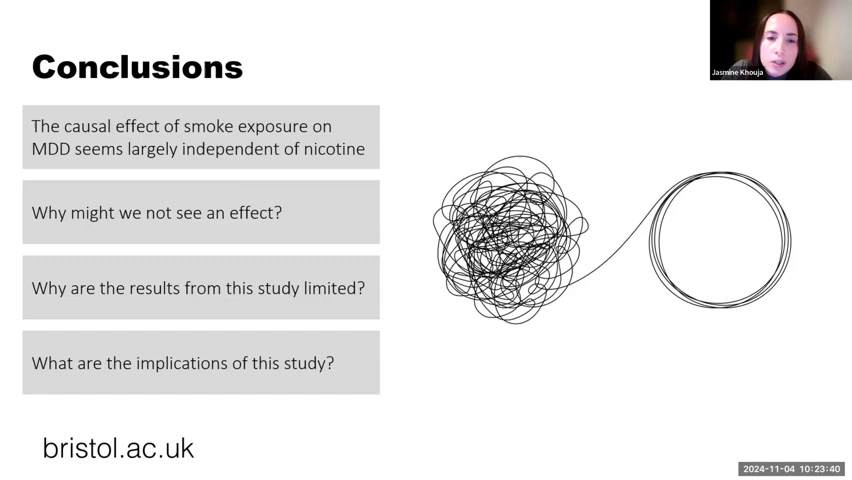 Conclusions
The causal effect of smoke exposure on
MDD seems largely independent of nicotine
Why might we not see an effect?
Why are the results from this study limited?
What are the implications of this study?
bristol.ac.uk
Jasmine Khouja
2024-11-04 10:23:40